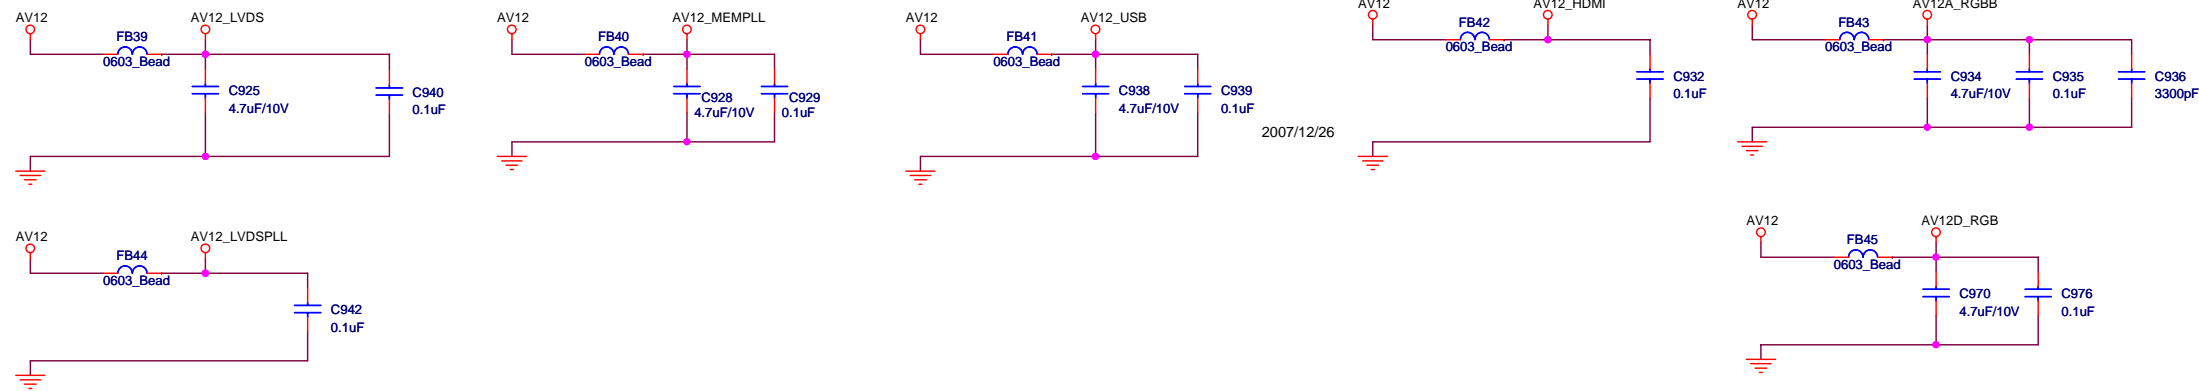 AV12
AV12_LVDS
FB39
0603_Bead
C925
4.7uF/10V
C940
0.1uF
AV12
AV12_MEMPLL
FB40
0603_Bead
C928
4.7uF/10V
C929
0.1uF
AV12
AV12_USB
FB41
0603_Bead
C938
4.7uF/10V
C939
0.1uF
2007/12/26
AV12
AV12_HDMI
FB42
0603_Bead
C932
0.1uF
AV12
AV12A_RGBB
FB43
0603_Bead
C934
4.7uF/10V
C935
0.1uF
C936
3300pF
AV12
AV12_LVDSPLL
FB44
0603_Bead
C942
0.1uF
AV12
AV12D_RGB
FB45
0603_Bead
C970
4.7uF/10V
C976
0.1uF